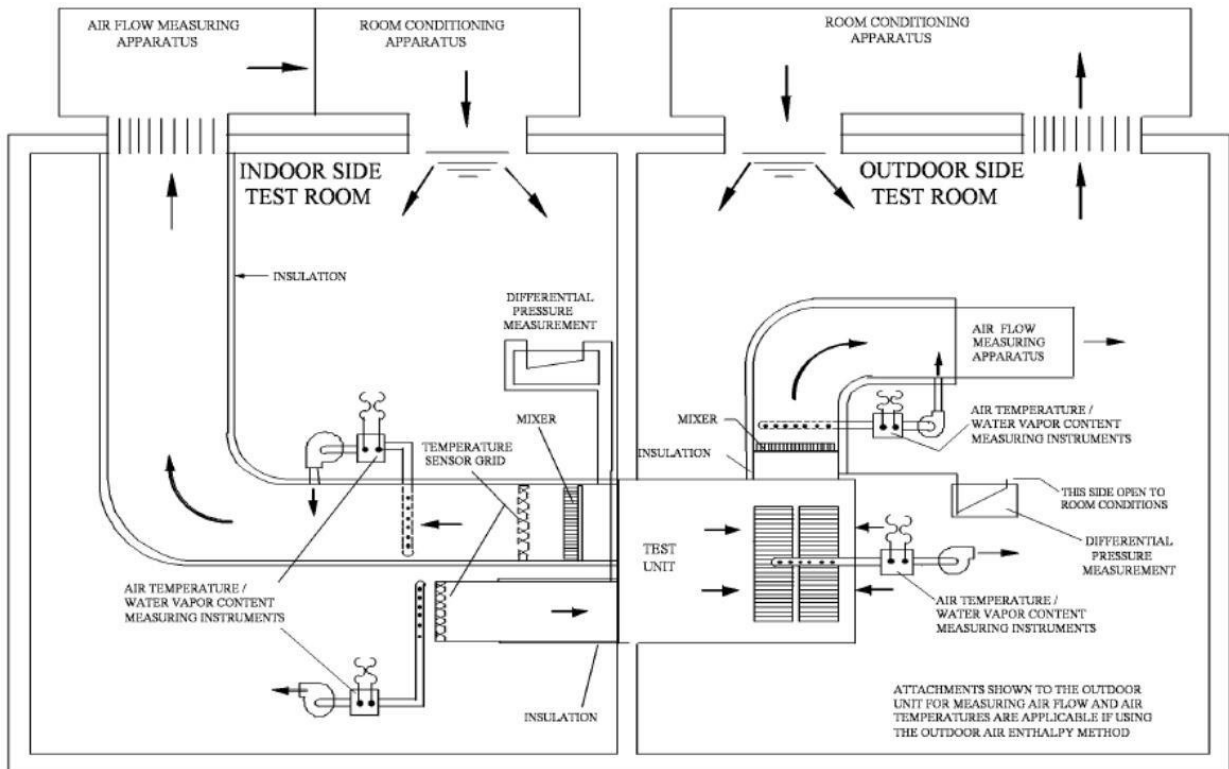 AIR FLOW MEASURING
APPARATUS
ROOM CONDITIONING
APPARATUS
ROOM CONDITIONING
APPARATUS
INDOOR SIDE
TEST ROOM
OUTDOOR SIDE
TEST ROOM
INSULATION
DIFFERENTIAL
PRESSURE
MEASUREMENT
AIR FLOW
MEASURING
APPARATUS
MIXER
TEMPERATURE
SENSOR GRID
MIXER
AIR TEMPERATURE /
WATER VAPOR CONTENT
MEASURING INSTRUMENTS
INSULATION
THIS SIDE OPEN TO
ROOM CONDITIONS
TEST
UNIT
DIFFERENTIAL
PRESSURE
MEASUREMENT
AIR TEMPERATURE /
WATER VAPOR CONTENT
MEASURING INSTRUMENTS
AIR TEMPERATURE /
WATER VAPOR CONTENT
MEASURING INSTRUMENTS
INSULATION
ATTACHMENTS SHOWN TO THE OUTDOOR
UNIT FOR MEASURING AIR FLOW AND AIR
TEMPERATURES ARE APPLICABLE IF USING
THE OUTDOOR AIR ENTHALPY METHOD